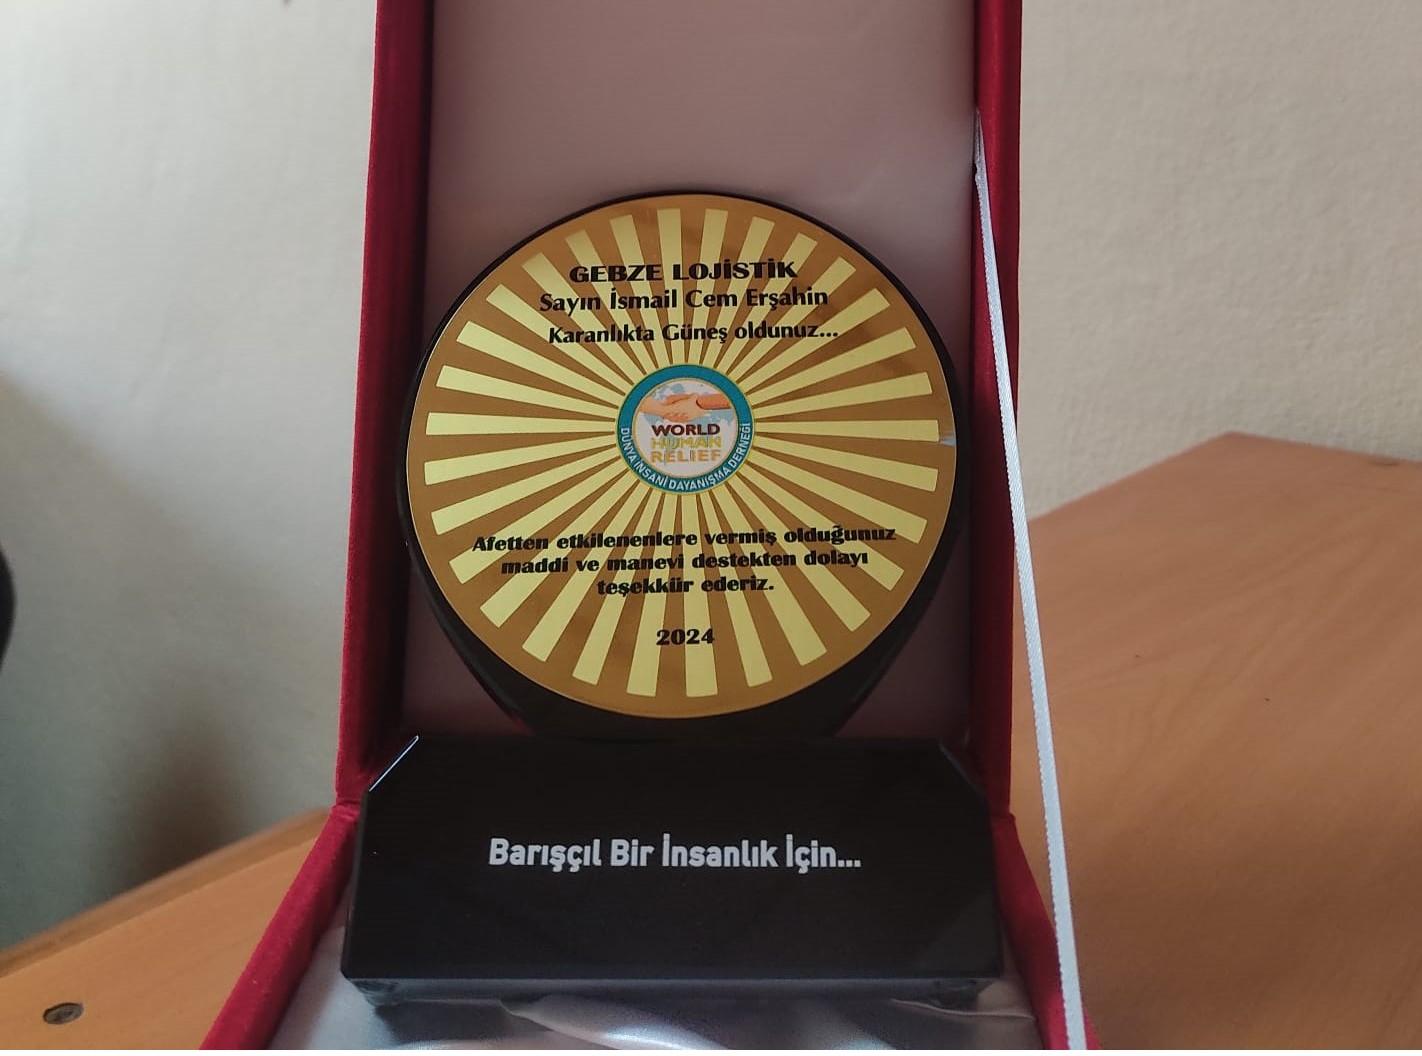 GEBZE LOJİSTİK
Sayın İsmail Cem Erşahin
Karanlıkta Güneş oldunuz...
WORLD
HUMAN
RELIEF
DÜNYA İNSANİ DAYANIŞMA DERNEĞİ
Afetten etkilenenlere vermiş olduğunuz
maddi ve manevi destekten dolayı
teşekkür ederiz.
2024
Barışçıl Bir İnsanlık İçin...